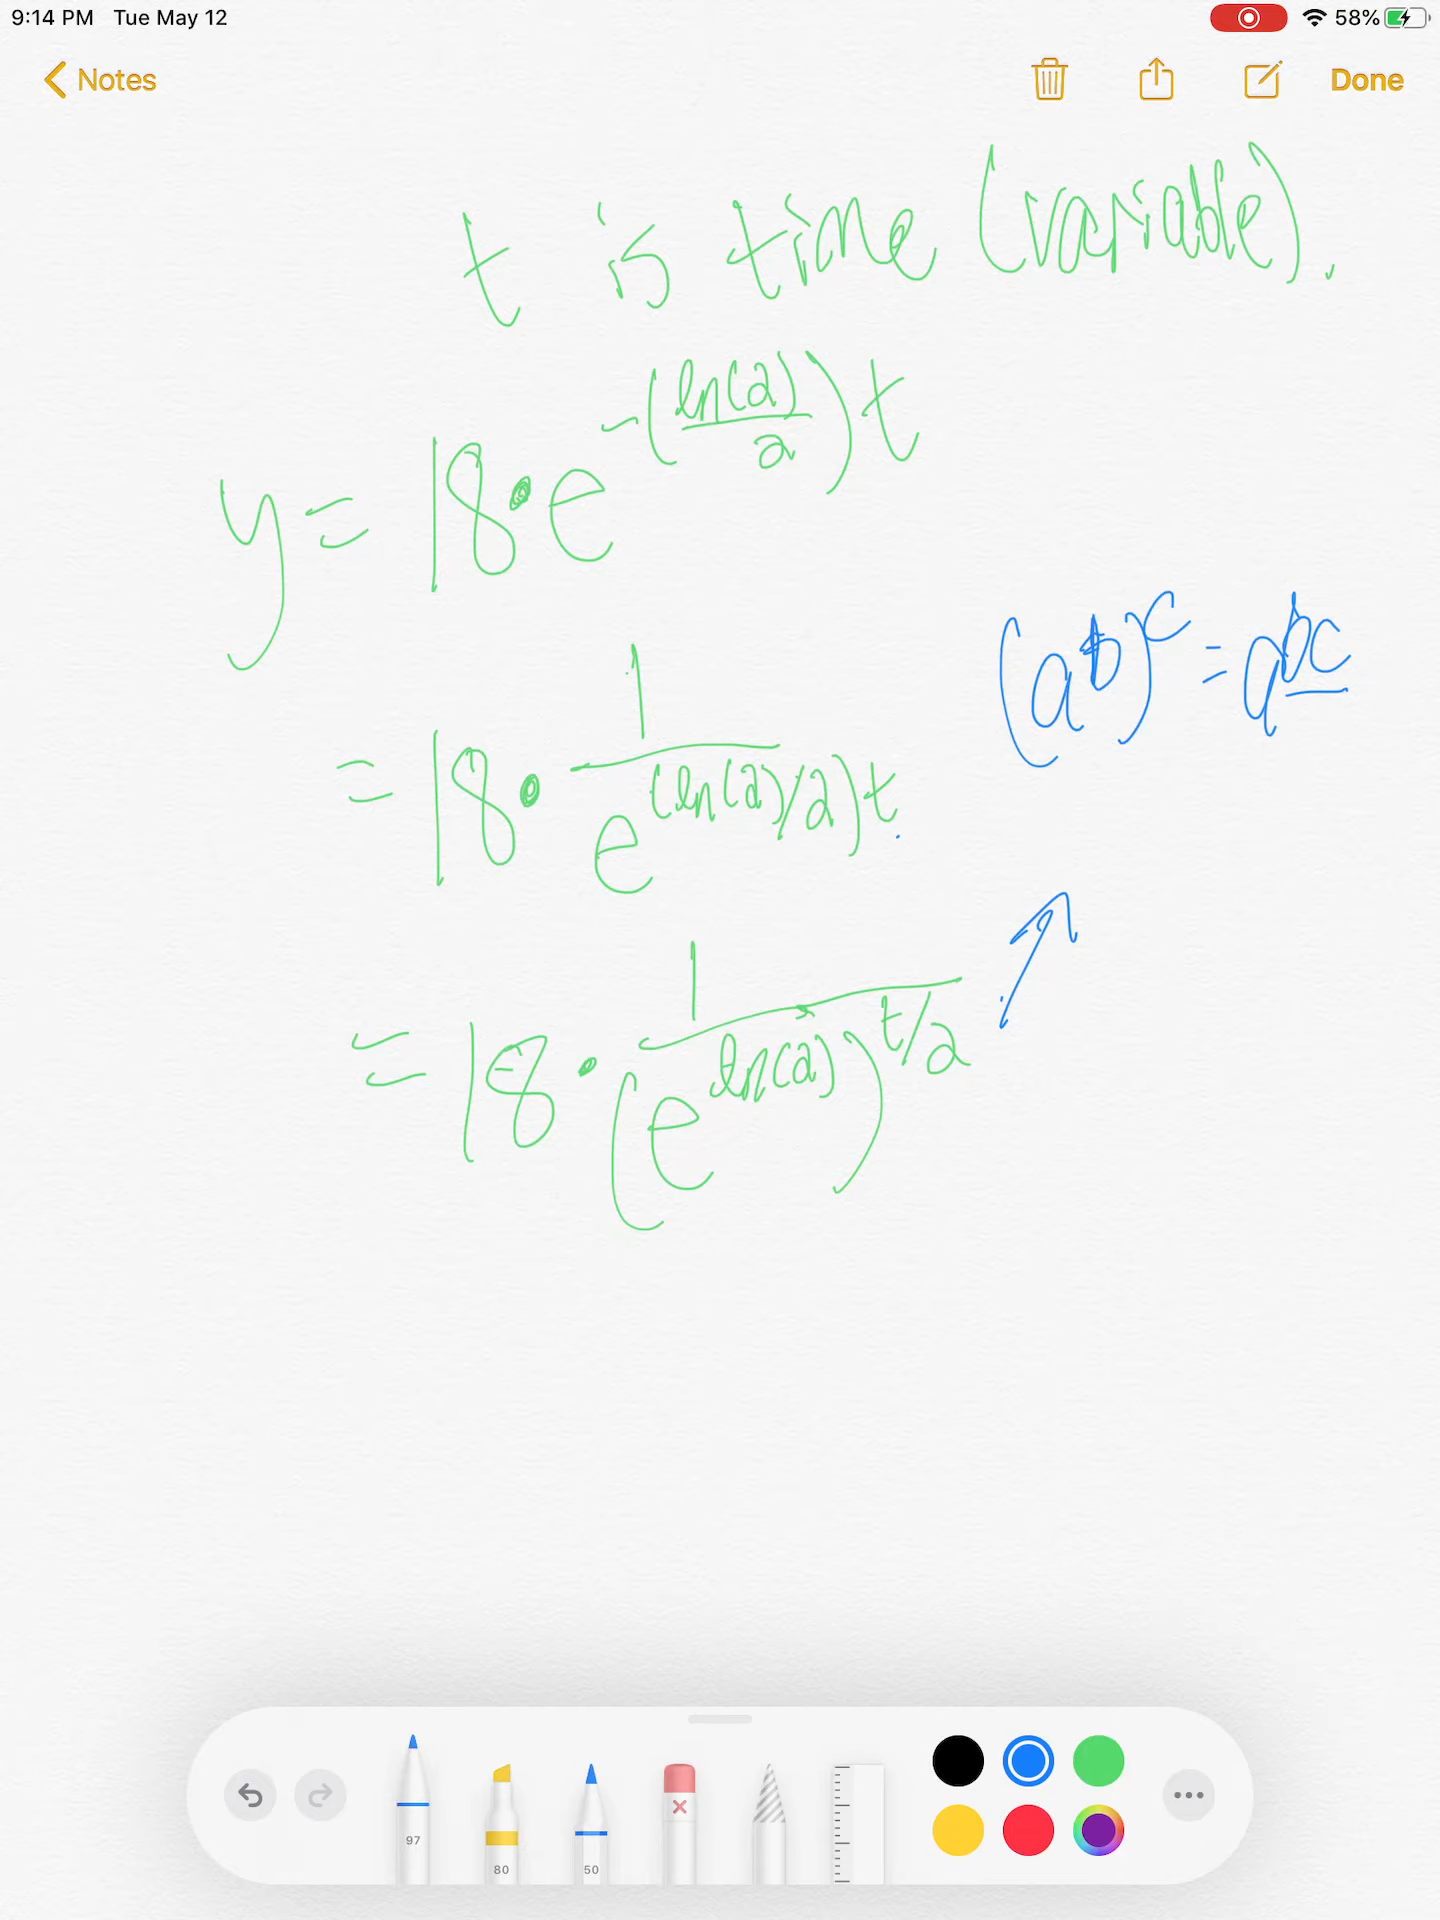 9:14 PM Tue May 12 58%
Notes Done
t is time (variable).
y = 18 · e^-(ln(2)/2)t
(a^b)^c = a^bc
= 18 · 1/e^(ln(2)/2)t
= 18 · 1/(e^ln(2))^t/2
97 80 50